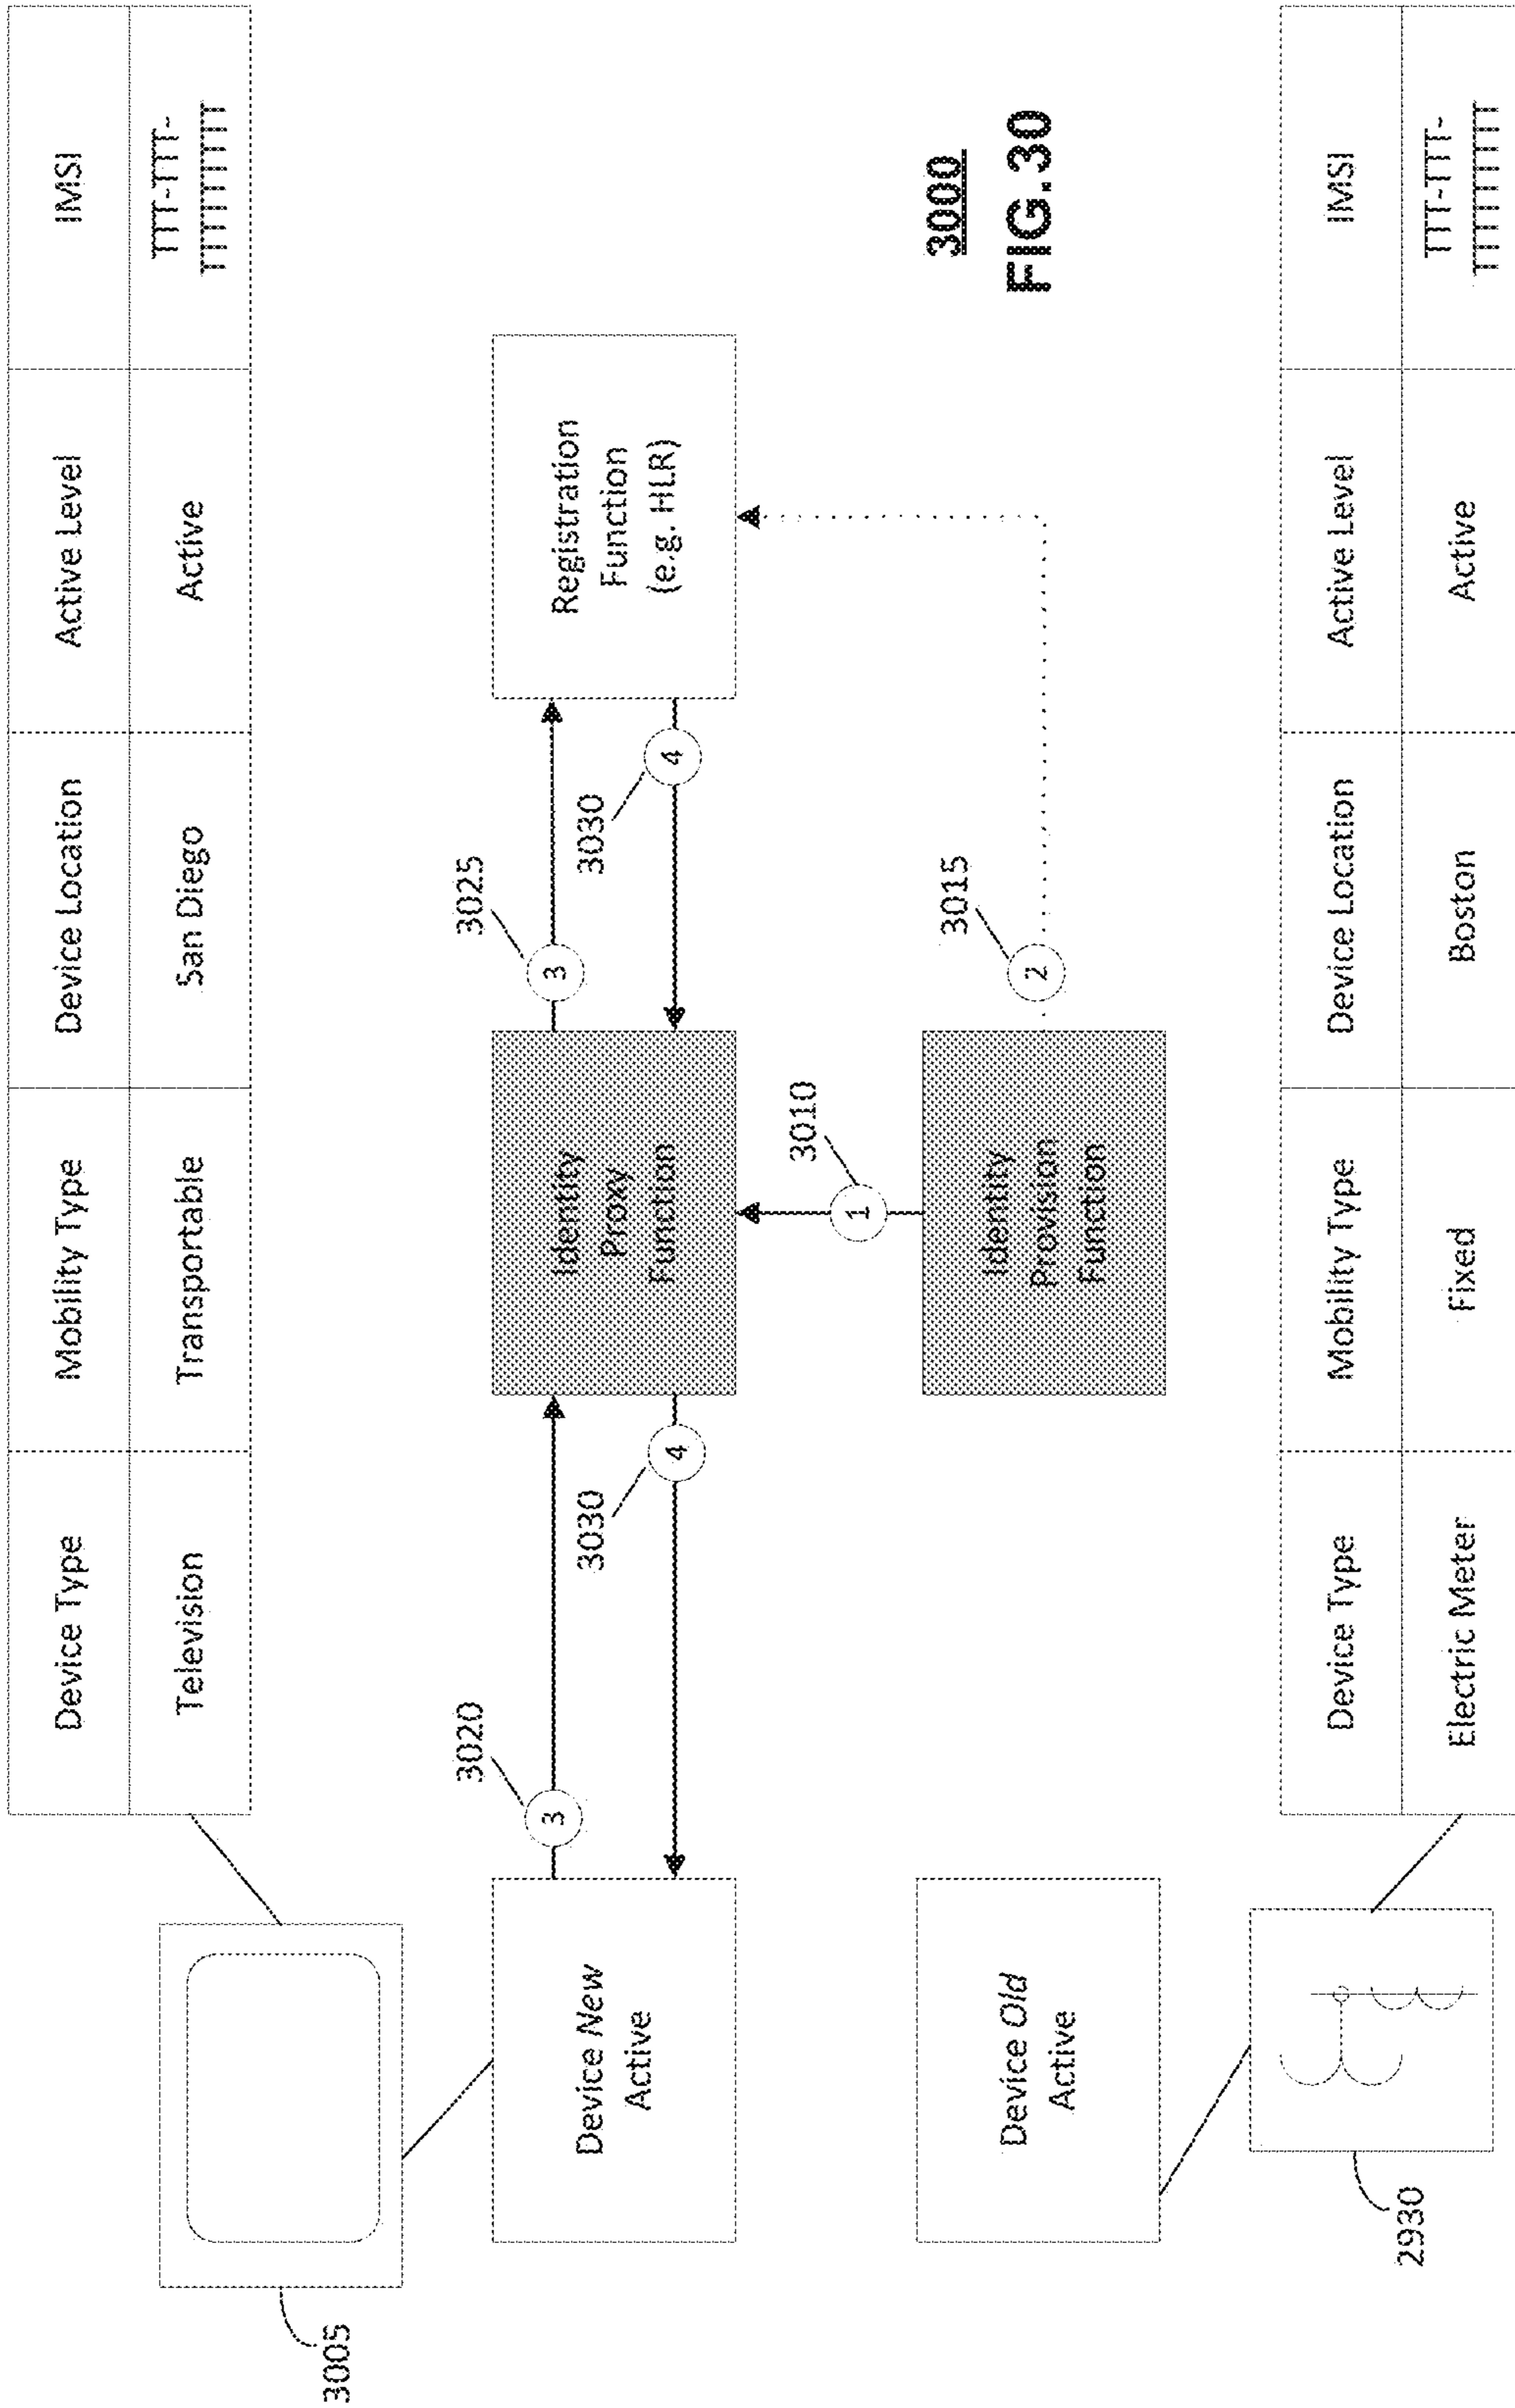 Device Type
Mobility Type
Device Location
Active Level
IMSI
Television
Transportable
San Diego
Active
TTT-TTT-
TTTTTTTTT
3005
Device New
Active
3020
3
3030
4
Identity
Proxy
Function
3025
3
3030
4
Registration
Function
(e.g. HLR)
3010
1
Device Old
Active
Identity
Provision
Function
3015
2
3000
FIG.30
2930
Device Type
Mobility Type
Device Location
Active Level
IMSI
Electric Meter
Fixed
Boston
Active
TTT-TTT-
TTTTTTTTT